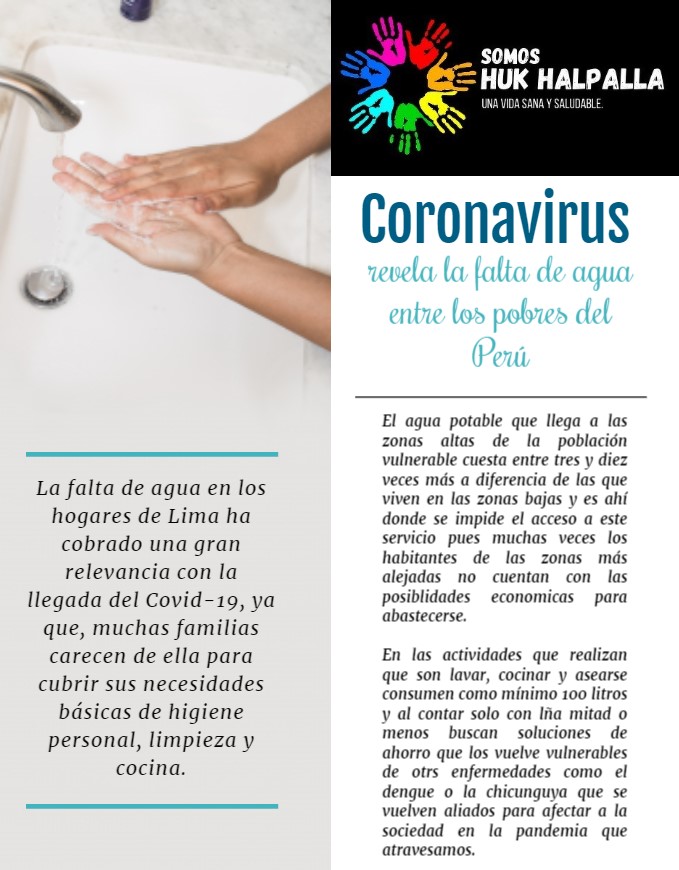 SOMOS
HUK HALPALLA
UNA VIDA SANA Y SALUDABLE.
Coronavirus
revela la falta de agua
entre los pobres del
Perú
La falta de agua en los
hogares de Lima ha
cobrado una gran
relevancia con la
llegada del Covid-19, ya
que, muchas familias
carecen de ella para
cubrir sus necesidades
básicas de higiene
personal, limpieza y
cocina.
El agua potable que llega a las
zonas altas de la población
vulnerable cuesta entre tres y diez
veces más a diferencia de las que
viven en las zonas bajas y es ahí
donde se impide el acceso a este
servicio pues muchas veces los
habitantes de las zonas más
alejadas no cuentan con las
posiblidades economicas para
abastecerse.
En las actividades que realizan
que son lavar, cocinar y asearse
consumen como mínimo 100 litros
y al contar solo con lña mitad o
menos buscan soluciones de
ahorro que los vuelve vulnerables
de otrs enfermedades como el
dengue o la chicunguya que se
vuelven aliados para afectar a la
sociedad en la pandemia que
atravesamos.